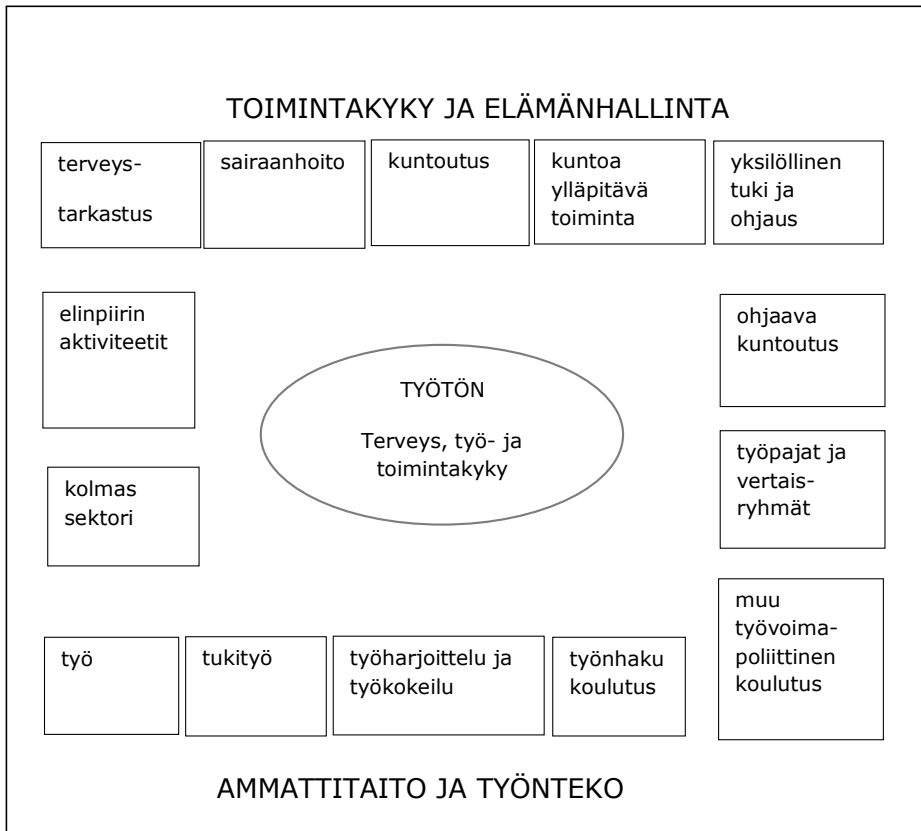 TOIMINTAKYKY JA ELÄMÄNHALLINTA
terveys-
tarkastus
sairaanhoito
kuntoutus
kuntoa
ylläpitävä
toiminta
yksilöllinen
tuki ja
ohjaus
elinpiirin
aktiviteetit
ohjaava
kuntoutus
TYÖTÖN
Terveys, työ- ja
toimintakyky
kolmas
sektori
työpajat ja
vertais-
ryhmät
muu
työvoima-
poliittinen
koulutus
työ
tukityö
työharjoittelu ja
työkokeilu
työnhaku
koulutus
AMMATTITAITO JA TYÖNTEKO